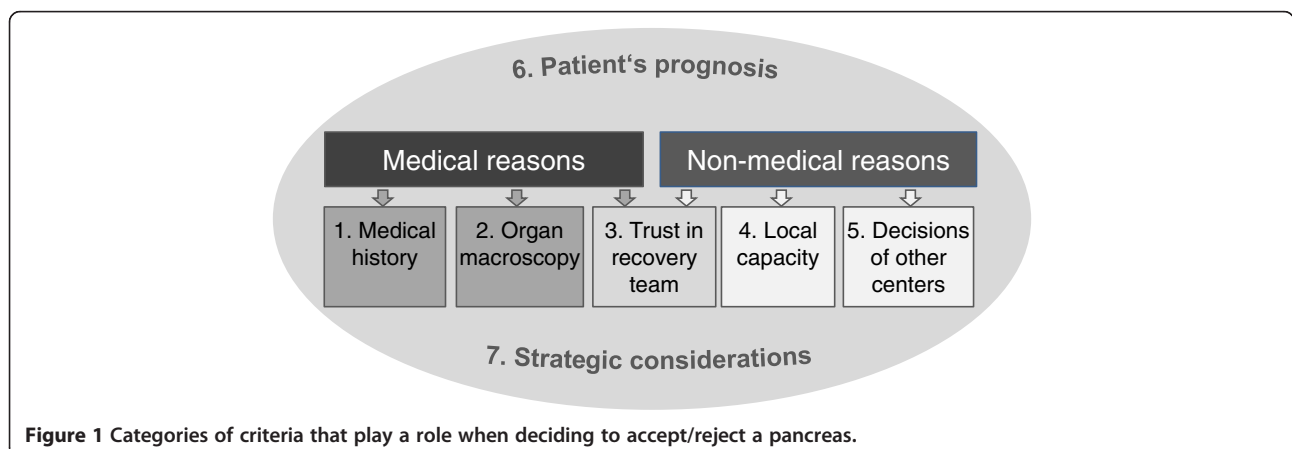 6. Patient‘s prognosis
Medical reasons
Non-medical reasons
1. Medical
history
2. Organ
macroscopy
3. Trust in
recovery
team
4. Local
capacity
5. Decisions
of other
centers
7. Strategic considerations
Figure 1 Categories of criteria that play a role when deciding to accept/reject a pancreas.